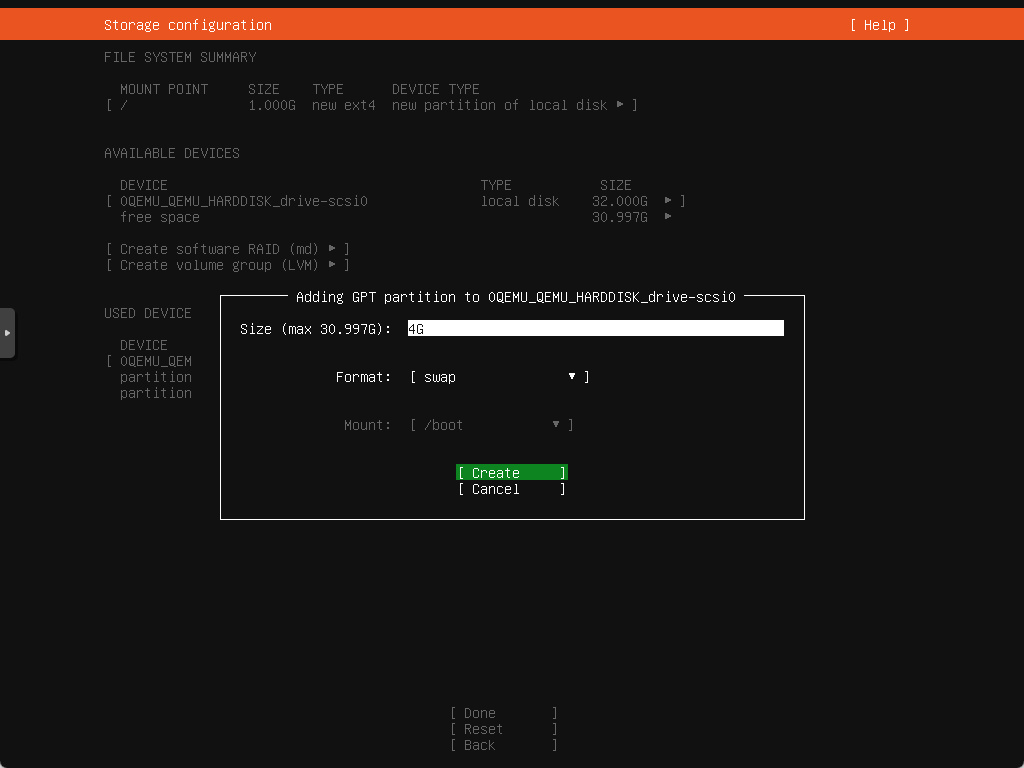 Storage configuration [ Help ]
FILE SYSTEM SUMMARY
MOUNT POINT SIZE TYPE DEVICE TYPE
[ / 1.000G new ext4 new partition of local disk ▸ ]
AVAILABLE DEVICES
DEVICE TYPE SIZE
[ 0QEMU_QEMU_HARDDISK_drive-scsi0 local disk 32.000G ▸ ]
free space 30.997G ▸
[ Create software RAID (md) ▸ ]
[ Create volume group (LVM) ▸ ]
Adding GPT partition to 0QEMU_QEMU_HARDDISK_drive-scsi0
USED DEVICE
Size (max 30.997G): 4G
DEVICE
[ 0QEMU_QEM
partition
Format: [ swap ▾ ]
partition
Mount: [ /boot ▾ ]
[ Create ]
[ Cancel ]
[ Done ]
[ Reset ]
[ Back ]